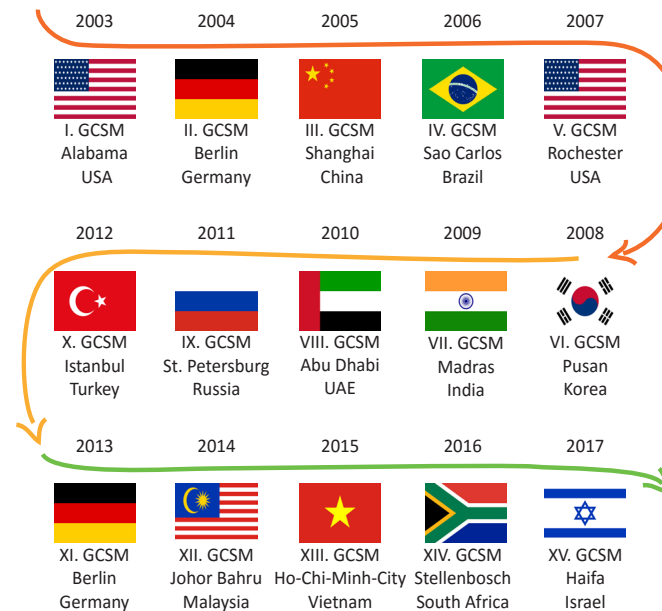 2003
2004
2005
2006
2007
I. GCSM
Alabama
USA
II. GCSM
Berlin
Germany
III. GCSM
Shanghai
China
IV. GCSM
Sao Carlos
Brazil
V. GCSM
Rochester
USA
2012
2011
2010
2009
2008
X. GCSM
Istanbul
Turkey
IX. GCSM
St. Petersburg
Russia
VIII. GCSM
Abu Dhabi
UAE
VII. GCSM
Madras
India
VI. GCSM
Pusan
Korea
2013
2014
2015
2016
2017
XI. GCSM
Berlin
Germany
XII. GCSM
Johor Bahru
Malaysia
XIII. GCSM
Ho-Chi-Minh-City
Vietnam
XIV. GCSM
Stellenbosch
South Africa
XV. GCSM
Haifa
Israel